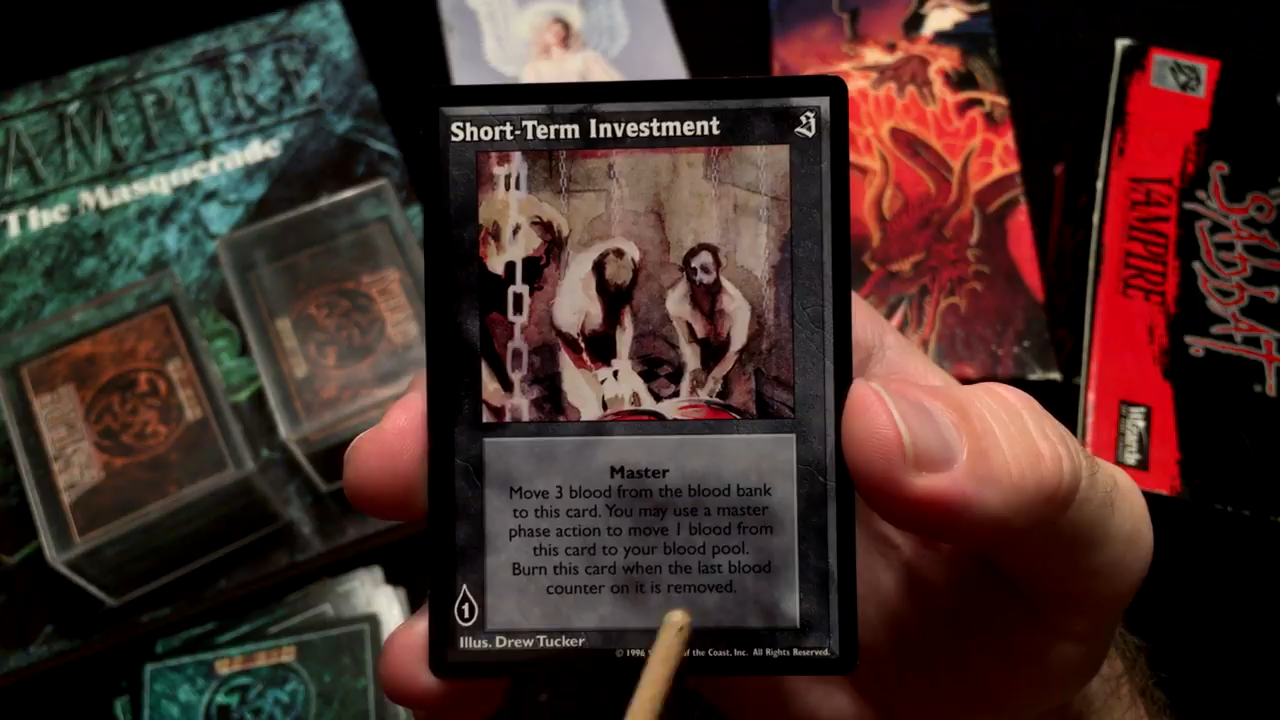 VAMPIRE
The Masquerade
Short-Term Investment
Master
Move 3 blood from the blood bank
to this card. You may use a master
phase action to move 1 blood from
this card to your blood pool.
Burn this card when the last blood
counter on it is removed.
1
Illus. Drew Tucker
© 1996 of the Coast, Inc. All Rights Reserved.
VAMPIRE
SABBAT
Wizards